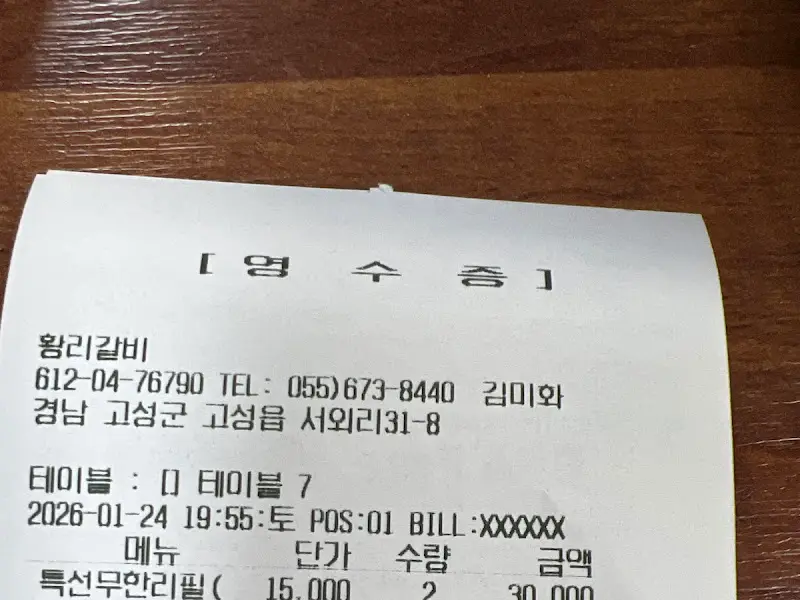 [ 영 수 증 ]
황리갈비
612-04-76790 TEL: 055)673-8440 김미화
경남 고성군 고성읍 서외리31-8
테이블 : [] 테이블 7
2026-01-24 19:55:토 POS:01 BILL:XXXXXX
메뉴 단가 수량 금액
특선무한리필( 15,000 2 30,000